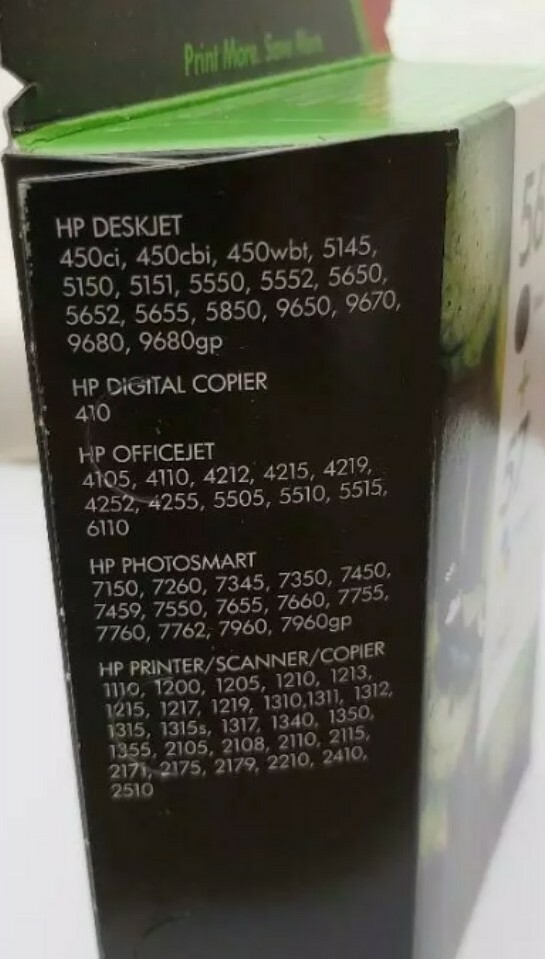 Print More. Save More.
HP DESKJET
450ci, 450cbi, 450wbt, 5145,
5150, 5151, 5550, 5552, 5650,
5652, 5655, 5850, 9650, 9670,
9680, 9680gp
HP DIGITAL COPIER
410
HP OFFICEJET
4105, 4110, 4212, 4215, 4219,
4252, 4255, 5505, 5510, 5515,
6110
HP PHOTOSMART
7150, 7260, 7345, 7350, 7450,
7459, 7550, 7655, 7660, 7755,
7760, 7762, 7960, 7960gp
HP PRINTER/SCANNER/COPIER
1110, 1200, 1205, 1210, 1213,
1215, 1217, 1219, 1310,1311, 1312,
1315, 1315s, 1317, 1340, 1350,
1355, 2105, 2108, 2110, 2115,
2171, 2175, 2179, 2210, 2410,
2510
56
+